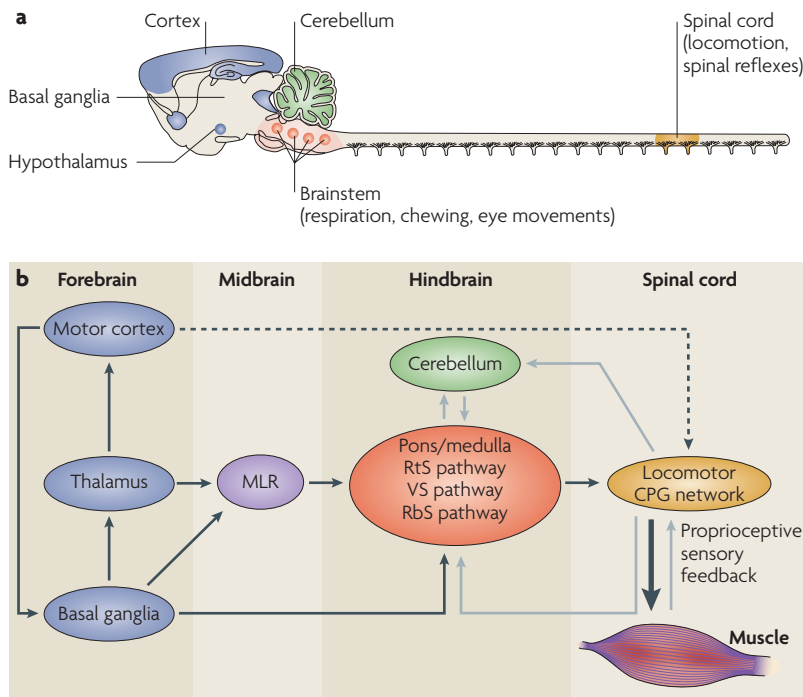 a
Cortex
Cerebellum
Spinal cord
(locomotion,
spinal reflexes)
Basal ganglia
Hypothalamus
Brainstem
(respiration, chewing, eye movements)
b
Forebrain
Midbrain
Hindbrain
Spinal cord
Motor cortex
Cerebellum
Pons/medulla
RtS pathway
VS pathway
RbS pathway
Thalamus
MLR
Locomotor
CPG network
Proprioceptive
sensory
feedback
Basal ganglia
Muscle